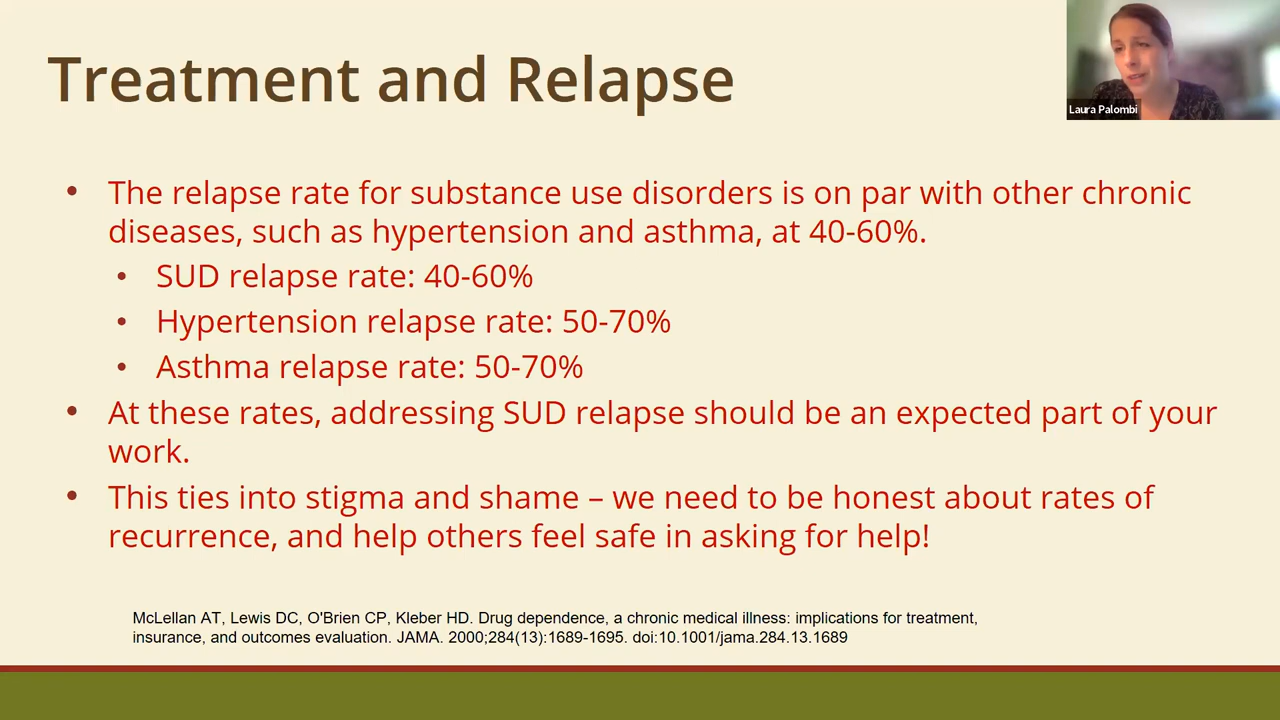 Treatment and Relapse
Laura Palombi
• The relapse rate for substance use disorders is on par with other chronic
diseases, such as hypertension and asthma, at 40-60%.
• SUD relapse rate: 40-60%
• Hypertension relapse rate: 50-70%
• Asthma relapse rate: 50-70%
• At these rates, addressing SUD relapse should be an expected part of your
work.
• This ties into stigma and shame – we need to be honest about rates of
recurrence, and help others feel safe in asking for help!
McLellan AT, Lewis DC, O'Brien CP, Kleber HD. Drug dependence, a chronic medical illness: implications for treatment,
insurance, and outcomes evaluation. JAMA. 2000;284(13):1689-1695. doi:10.1001/jama.284.13.1689